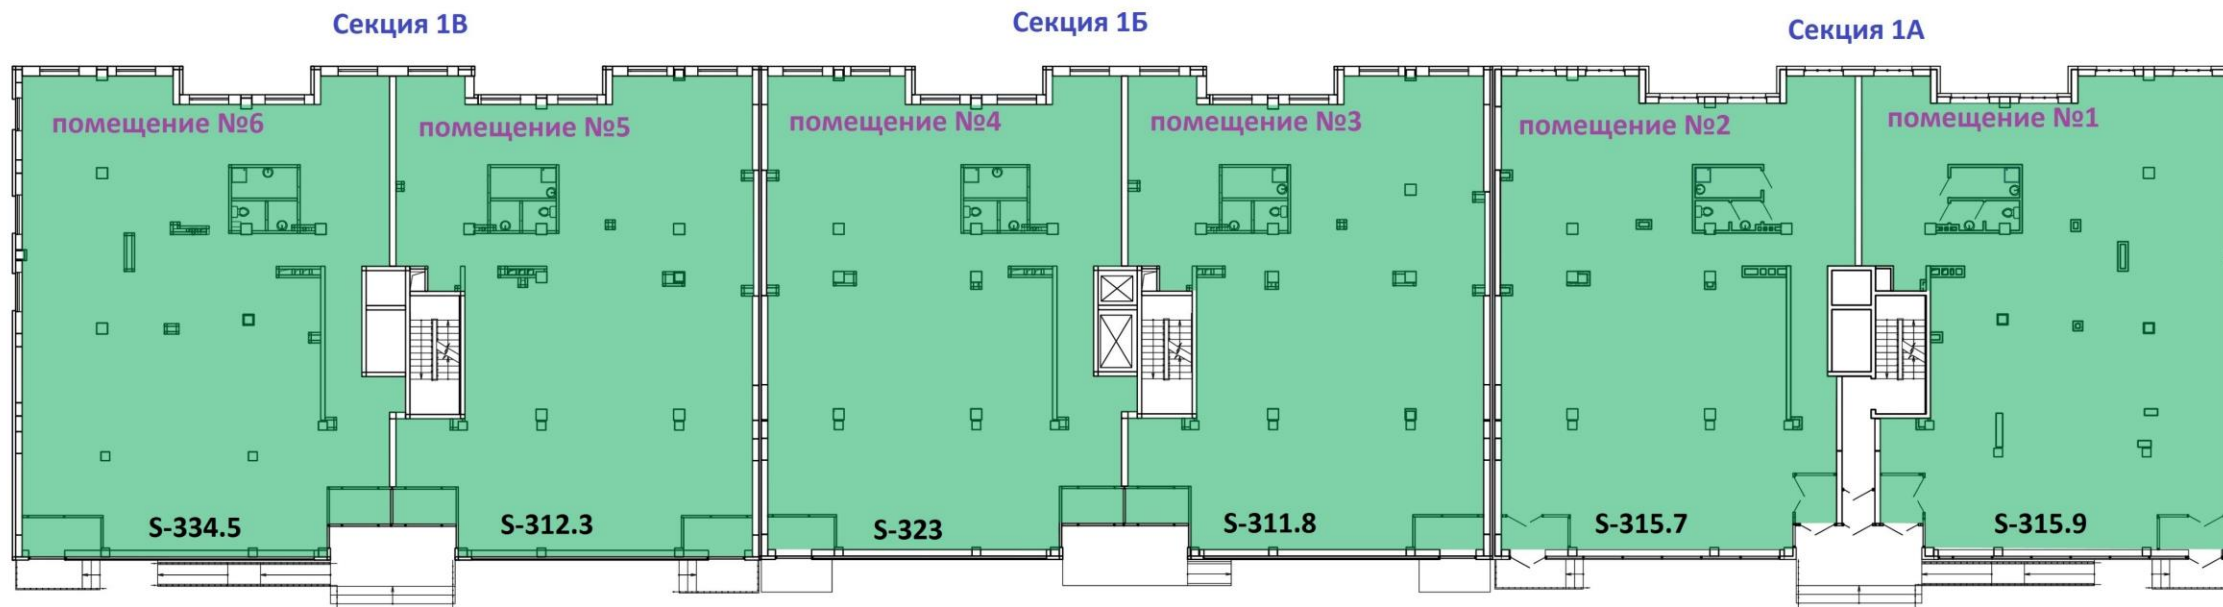 Секция 1В
Секция 1Б
Секция 1А
помещение №6
помещение №5
помещение №4
помещение №3
помещение №2
помещение №1
S-334.5
S-312.3
S-323
S-311.8
S-315.7
S-315.9